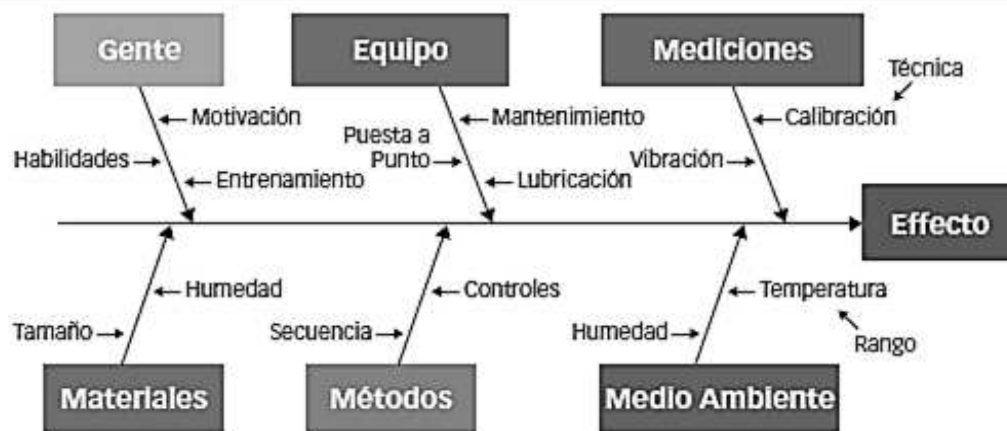 Gente
Equipo
Mediciones
Técnica
Motivación
Mantenimiento
Calibración
Habilidades
Puesta a
Punto
Vibración
Entrenamiento
Lubricación
Effecto
Humedad
Controles
Temperatura
Tamaño
Secuencia
Humedad
Rango
Materiales
Métodos
Medio Ambiente